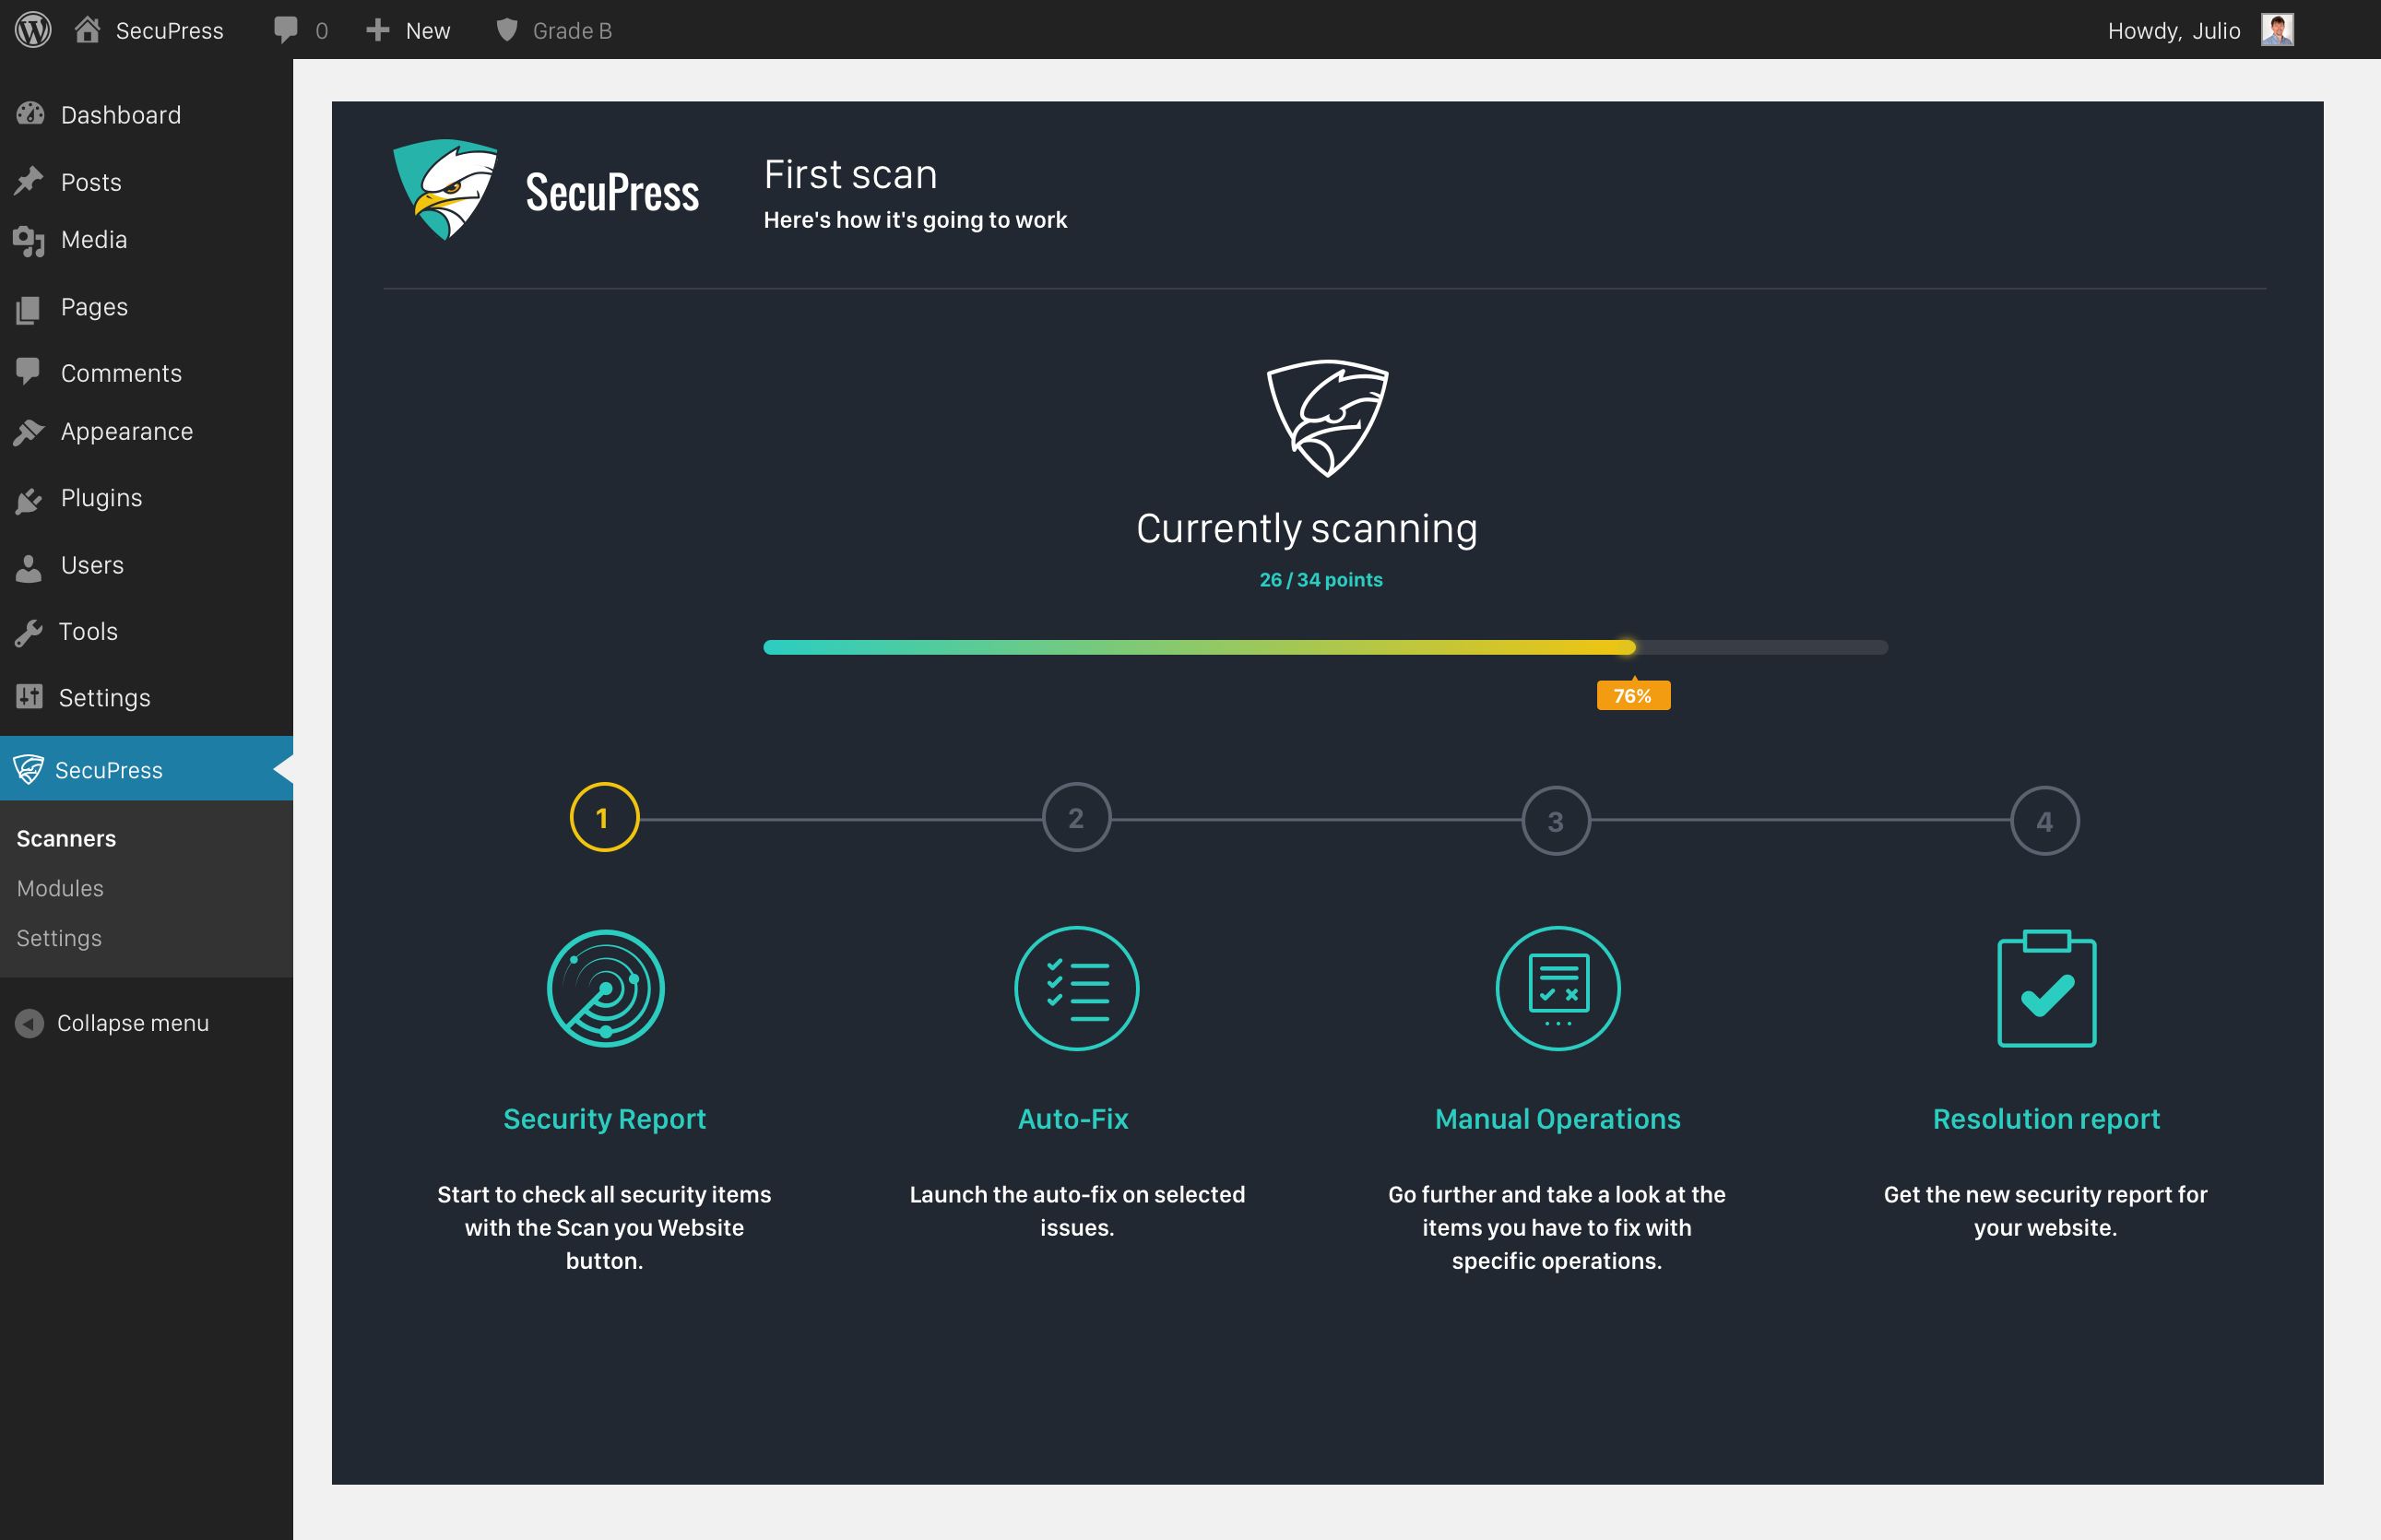 SecuPress
0
New
Grade B
Howdy, Julio
Dashboard
Posts
Media
Pages
Comments
Appearance
Plugins
Users
Tools
Settings
SecuPress
Scanners
Modules
Settings
Collapse menu
SecuPress
First scan
Here's how it's going to work
Currently scanning
26 / 34 points
76%
1
2
3
4
Security Report
Start to check all security items
with the Scan you Website
button.
Auto-Fix
Launch the auto-fix on selected
issues.
Manual Operations
Go further and take a look at the
items you have to fix with
specific operations.
Resolution report
Get the new security report for
your website.